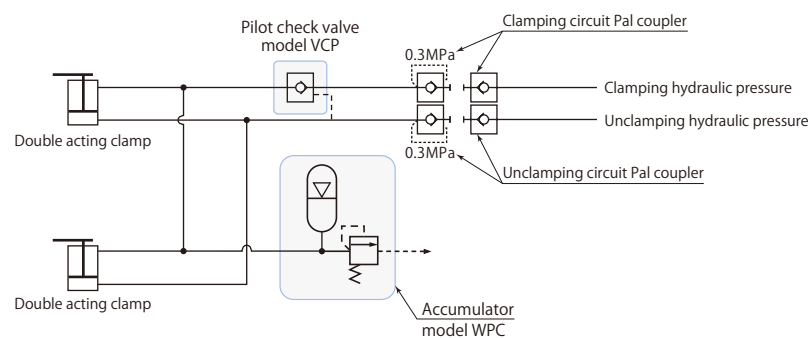 Clamping circuit Pal coupler
Pilot check valve
model VCP
0.3MPa
Clamping hydraulic pressure
Unclamping hydraulic pressure
Double acting clamp
0.3MPa
Unclamping circuit Pal coupler
Double acting clamp
Accumulator
model WPC